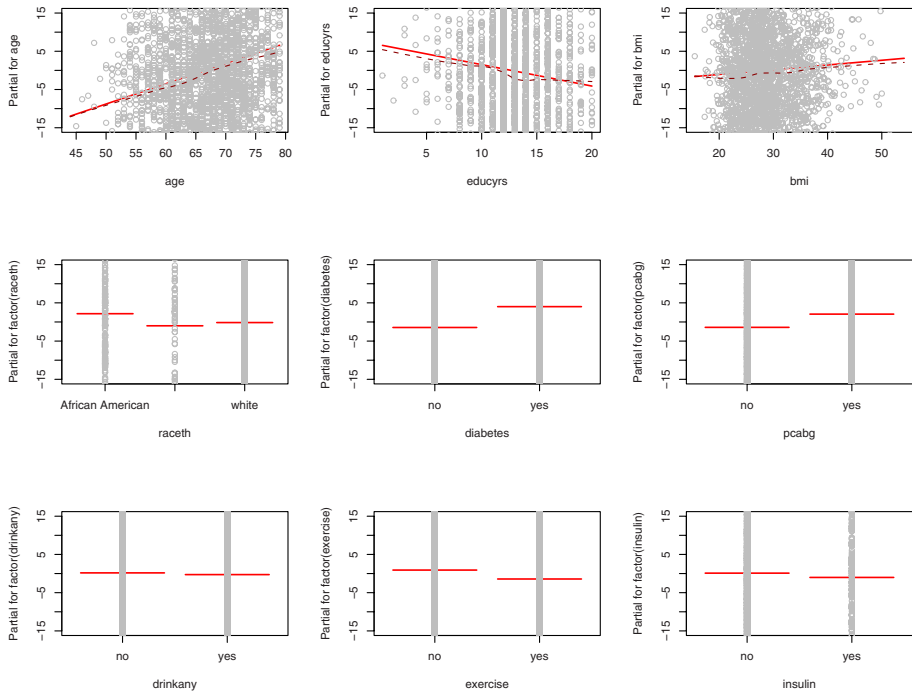 Partial for age
15
5
−5
−15
45 50 55 60 65 70 75 80
age
Partial for educyrs
15
5
−5
−15
5 10 15 20
educyrs
Partial for bmi
15
5
−5
−15
20 30 40 50
bmi
Partial for factor(raceth)
15
5
−5
−15
African American white
raceth
Partial for factor(diabetes)
15
5
−5
−15
no yes
diabetes
Partial for factor(pcabg)
15
5
−5
−15
no yes
pcabg
Partial for factor(drinkany)
15
5
−5
−15
no yes
drinkany
Partial for factor(exercise)
15
5
−5
−15
no yes
exercise
Partial for factor(insulin)
15
5
−5
−15
no yes
insulin